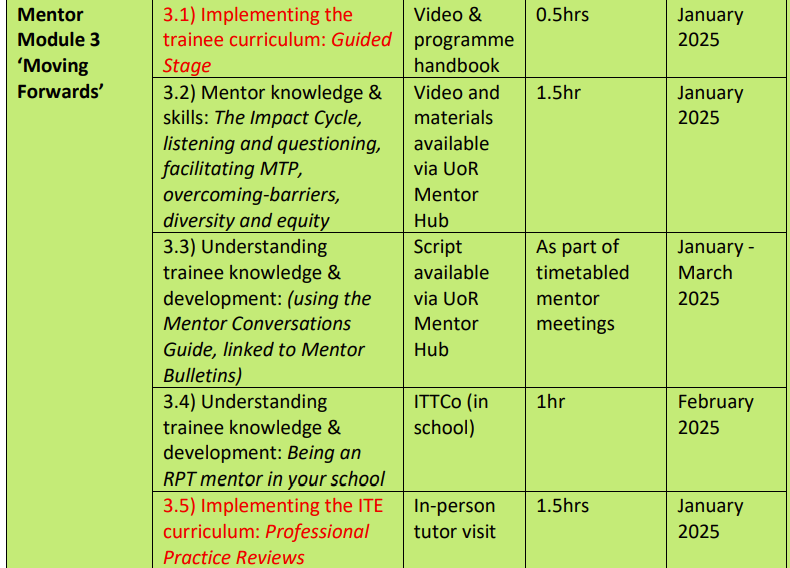 Mentor
Module 3
‘Moving
Forwards’
3.1) Implementing the
trainee curriculum: Guided
Stage
Video &
programme
handbook
0.5hrs
January
2025
3.2) Mentor knowledge &
skills: The Impact Cycle,
listening and questioning,
facilitating MTP,
overcoming-barriers,
diversity and equity
Video and
materials
available
via UoR
Mentor
Hub
1.5hr
January
2025
3.3) Understanding
trainee knowledge &
development: (using the
Mentor Conversations
Guide, linked to Mentor
Bulletins)
Script
available
via UoR
Mentor
Hub
As part of
timetabled
mentor
meetings
January -
March
2025
3.4) Understanding
trainee knowledge &
development: Being an
RPT mentor in your school
ITTCo (in
school)
1hr
February
2025
3.5) Implementing the ITE
curriculum: Professional
Practice Reviews
In-person
tutor visit
1.5hrs
January
2025